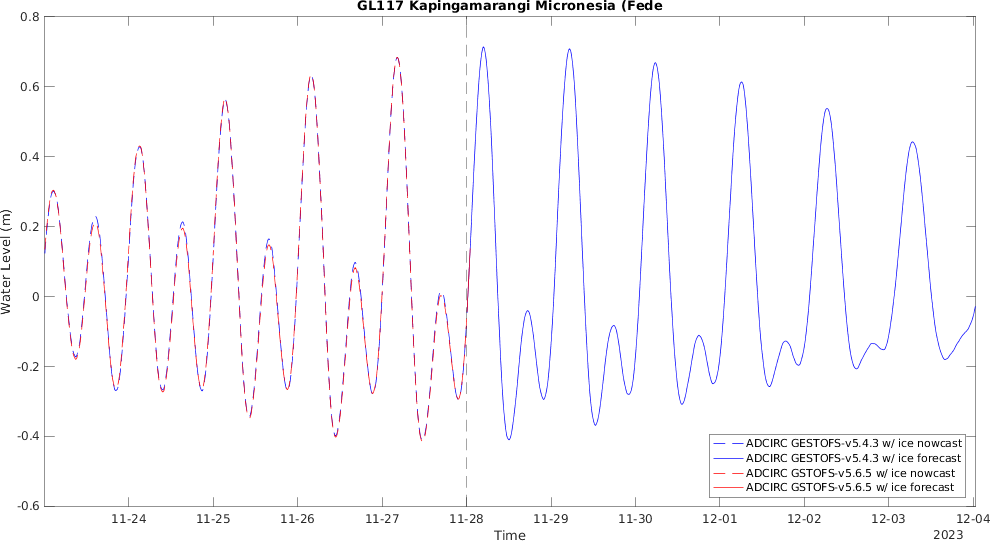 GL117 Kapingamarangi Micronesia (Fede
0.8
0.6
0.4
0.2
0
-0.2
-0.4
-0.6
Water Level (m)
ADCIRC GESTOFS-v5.4.3 w/ ice nowcast
ADCIRC GESTOFS-v5.4.3 w/ ice forecast
ADCIRC GSTOFS-v5.6.5 w/ ice nowcast
ADCIRC GSTOFS-v5.6.5 w/ ice forecast
11-24 11-25 11-26 11-27 11-28 11-29 11-30 12-01 12-02 12-03 12-04
Time
2023